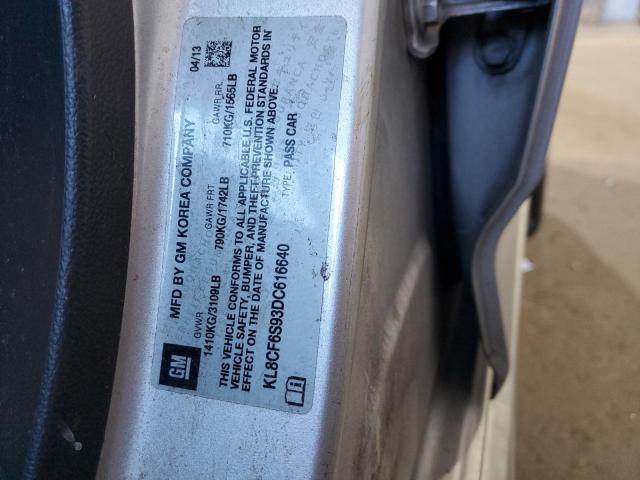 GM
MFD BY GM KOREA COMPANY 04/13
GVWR GAWR FRT GAWR RR
1410KG/3109LB 790KG/1742LB 710KG/1565LB
THIS VEHICLE CONFORMS TO ALL APPLICABLE U.S. FEDERAL MOTOR
VEHICLE SAFETY, BUMPER, AND THEFT PREVENTION STANDARDS IN
EFFECT ON THE DATE OF MANUFACTURE SHOWN ABOVE.
KL8CF6S93DC616640 TYPE: PASS CAR